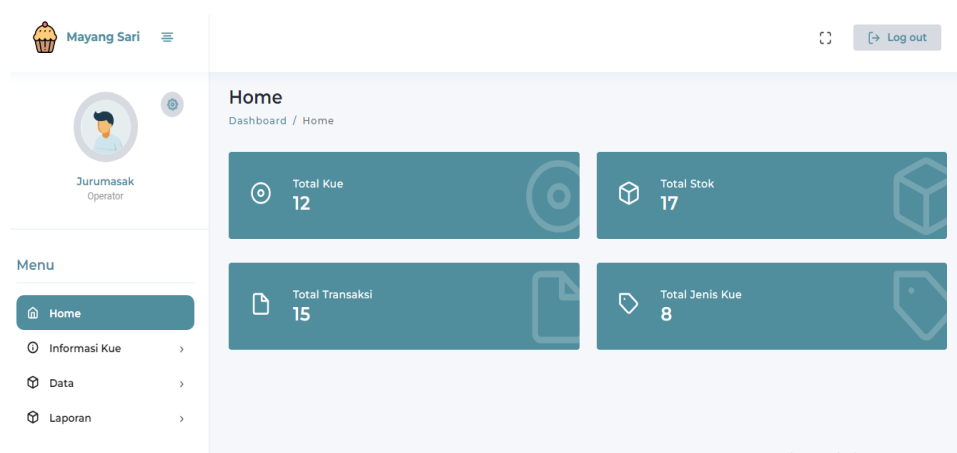 Mayang Sari
Log out
Jurumasak
Operator
Menu
Home
Informasi Kue
Data
Laporan
Home
Dashboard / Home
Total Kue
12
Total Stok
17
Total Transaksi
15
Total Jenis Kue
8